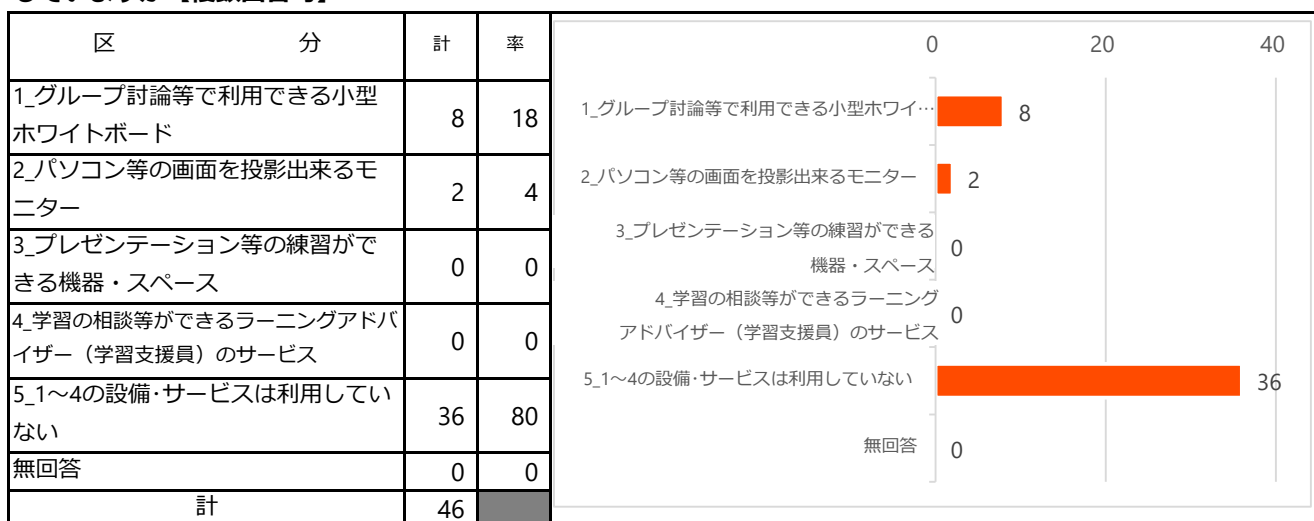 していますか【複数回答可】
区 分 計 率
1_グループ討論等で利用できる小型
ホワイトボード 8 18
2_パソコン等の画面を投影出来るモ
ニター 2 4
3_プレゼンテーション等の練習がで
きる機器・スペース 0 0
4_学習の相談等ができるラーニングアドバ
イザー（学習支援員）のサービス 0 0
5_1～4の設備･サービスは利用してい
ない 36 80
無回答 0 0
計 46
0 20 40
1_グループ討論等で利用できる小型ホワイ… 8
2_パソコン等の画面を投影出来るモニター 2
3_プレゼンテーション等の練習ができる
機器・スペース 0
4_学習の相談等ができるラーニング
アドバイザー（学習支援員）のサービス 0
5_1～4の設備･サービスは利用していない 36
無回答 0